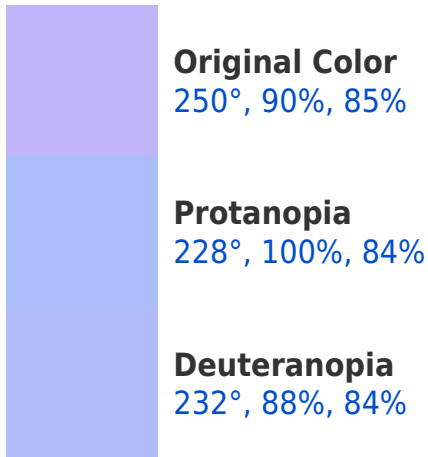 Original Color
250°, 90%, 85%
Protanopia
228°, 100%, 84%
Deuteranopia
232°, 88%, 84%